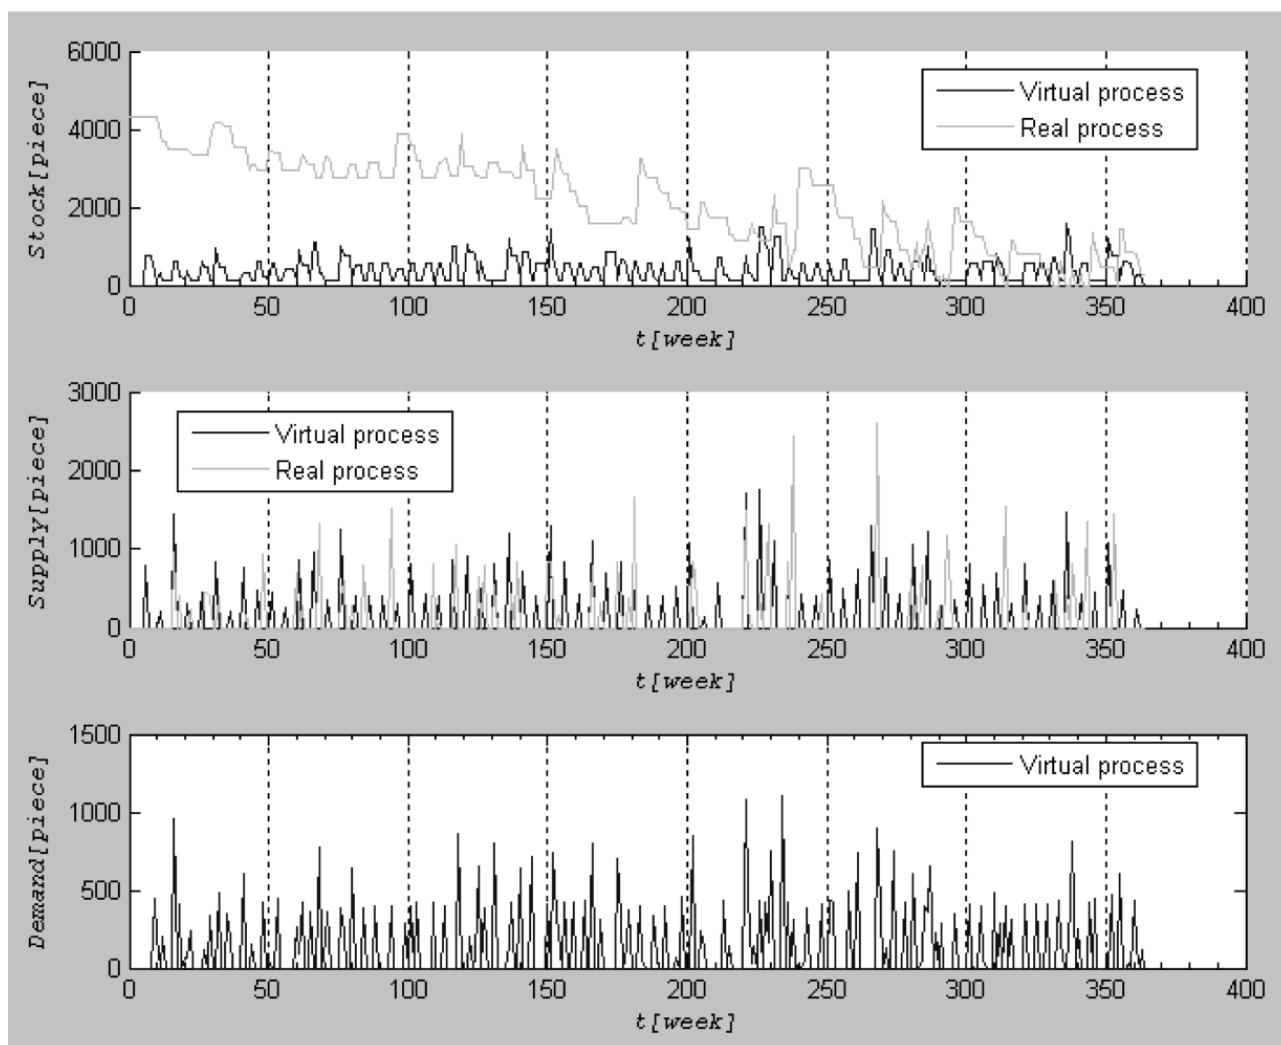 6000
4000
2000
0
Stock[piece]
Virtual process
Real process
0 50 100 150 200 250 300 350 400
t[week]
3000
2000
1000
0
Supply[piece]
Virtual process
Real process
0 50 100 150 200 250 300 350 400
t[week]
1500
1000
500
0
Demand[piece]
Virtual process
0 50 100 150 200 250 300 350 400
t[week]